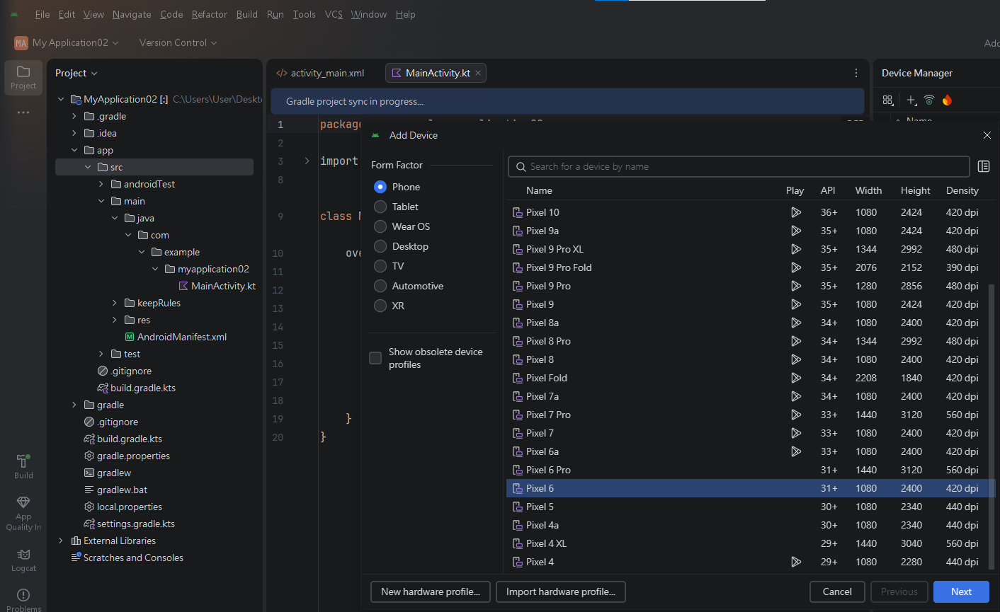 File Edit View Navigate Code Refactor Build Run Tools VCS Window Help
MA My Application02 Version Control
Project
Project
MyApplication02 [:] C:\Users\User\Deskt
.gradle
.idea
app
src
androidTest
main
java
com
example
myapplication02
MainActivity.kt
keepRules
res
AndroidManifest.xml
test
.gitignore
build.gradle.kts
gradle
.gitignore
build.gradle.kts
gradle.properties
gradlew
gradlew.bat
local.properties
settings.gradle.kts
External Libraries
Scratches and Consoles
Build
App
Quality In
Logcat
Problems
activity_main.xml MainActivity.kt
Gradle project sync in progress...
1 package
2
3 import
8
9 class M
10 ove
11
12
13
14
15
16
17
18
19 }
20 }
Device Manager
Name
Add Device
Form Factor
Phone
Tablet
Wear OS
Desktop
TV
Automotive
XR
Show obsolete device
profiles
Search for a device by name
Name Play API Width Height Density
Pixel 10 36+ 1080 2424 420 dpi
Pixel 9a 35+ 1080 2424 420 dpi
Pixel 9 Pro XL 35+ 1344 2992 480 dpi
Pixel 9 Pro Fold 35+ 2076 2152 390 dpi
Pixel 9 Pro 35+ 1280 2856 480 dpi
Pixel 9 35+ 1080 2424 420 dpi
Pixel 8a 34+ 1080 2400 420 dpi
Pixel 8 Pro 34+ 1344 2992 480 dpi
Pixel 8 34+ 1080 2400 420 dpi
Pixel Fold 34+ 2208 1840 420 dpi
Pixel 7a 34+ 1080 2400 420 dpi
Pixel 7 Pro 33+ 1440 3120 560 dpi
Pixel 7 33+ 1080 2400 420 dpi
Pixel 6a 33+ 1080 2400 420 dpi
Pixel 6 Pro 31+ 1440 3120 560 dpi
Pixel 6 31+ 1080 2400 420 dpi
Pixel 5 30+ 1080 2340 440 dpi
Pixel 4a 30+ 1080 2340 440 dpi
Pixel 4 XL 29+ 1440 3040 560 dpi
Pixel 4 29+ 1080 2280 440 dpi
New hardware profile... Import hardware profile... Cancel Previous Next